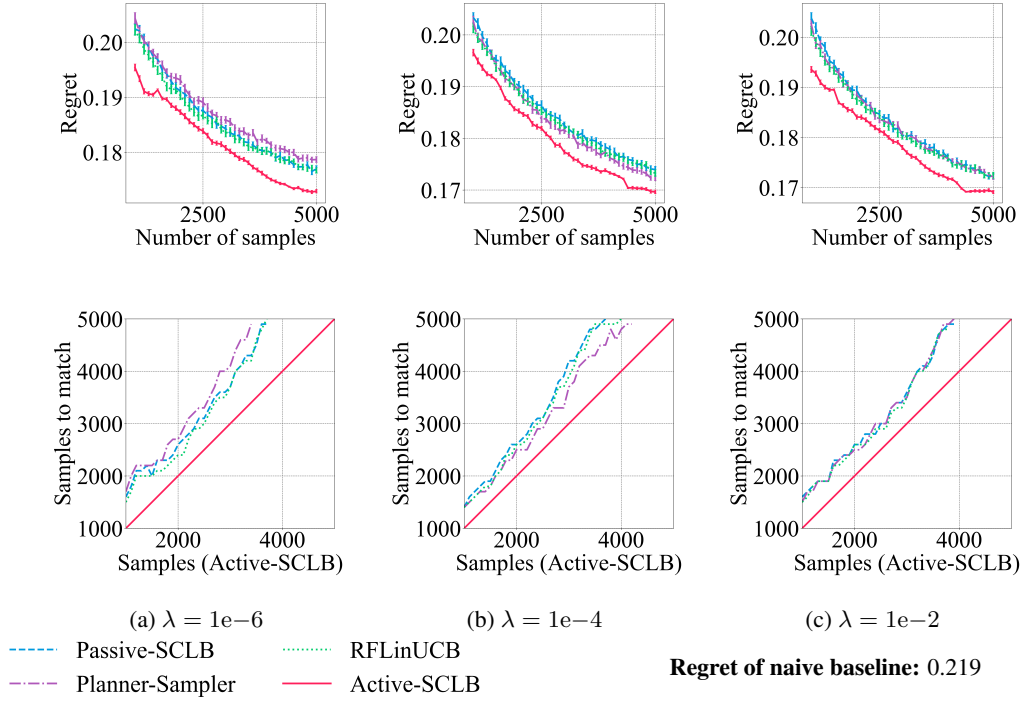 Regret
0.20
0.19
0.18
2500
5000
Number of samples
Regret
0.20
0.19
0.18
0.17
2500
5000
Number of samples
Regret
0.20
0.19
0.18
0.17
2500
5000
Number of samples
Samples to match
5000
4000
3000
2000
1000
2000
4000
Samples (Active-SCLB)
Samples to match
5000
4000
3000
2000
1000
2000
4000
Samples (Active-SCLB)
Samples to match
5000
4000
3000
2000
1000
2000
4000
Samples (Active-SCLB)
(a) λ = 1e−6
(b) λ = 1e−4
(c) λ = 1e−2
Passive-SCLB
Planner-Sampler
RFLinUCB
Active-SCLB
Regret of naive baseline: 0.219